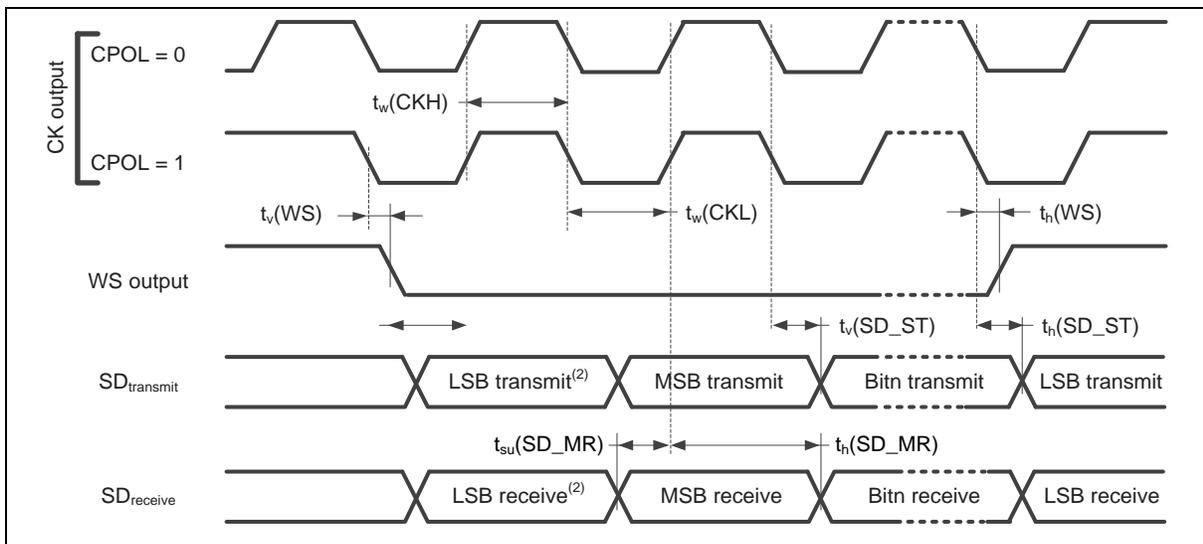 CK output
CPOL = 0
tw(CKH)
CPOL = 1
tv(WS)
tw(CKL)
th(WS)
WS output
tv(SD_ST)
th(SD_ST)
SDtransmit
LSB transmit(2)
MSB transmit
Bitn transmit
LSB transmit
tsu(SD_MR)
th(SD_MR)
SDreceive
LSB receive(2)
MSB receive
Bitn receive
LSB receive